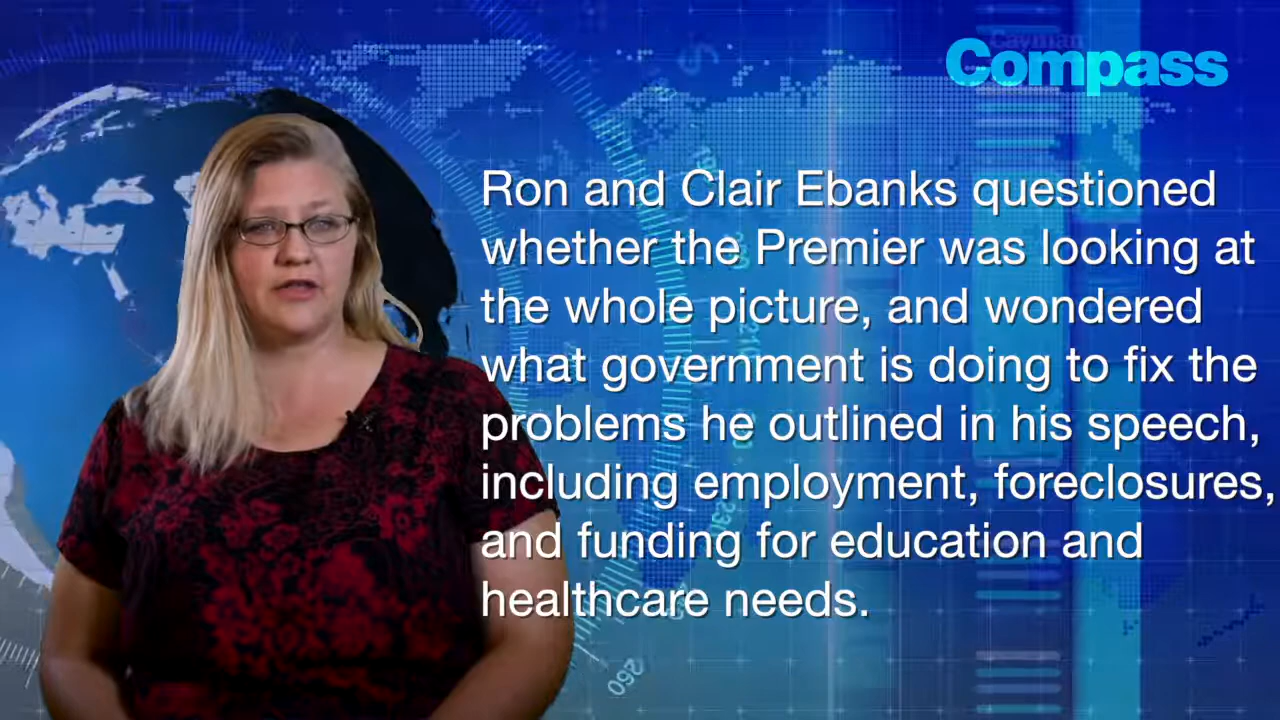 Cayman
Compass
Ron and Clair Ebanks questioned
whether the Premier was looking at
the whole picture, and wondered
what government is doing to fix the
problems he outlined in his speech,
including employment, foreclosures,
and funding for education and
healthcare needs.